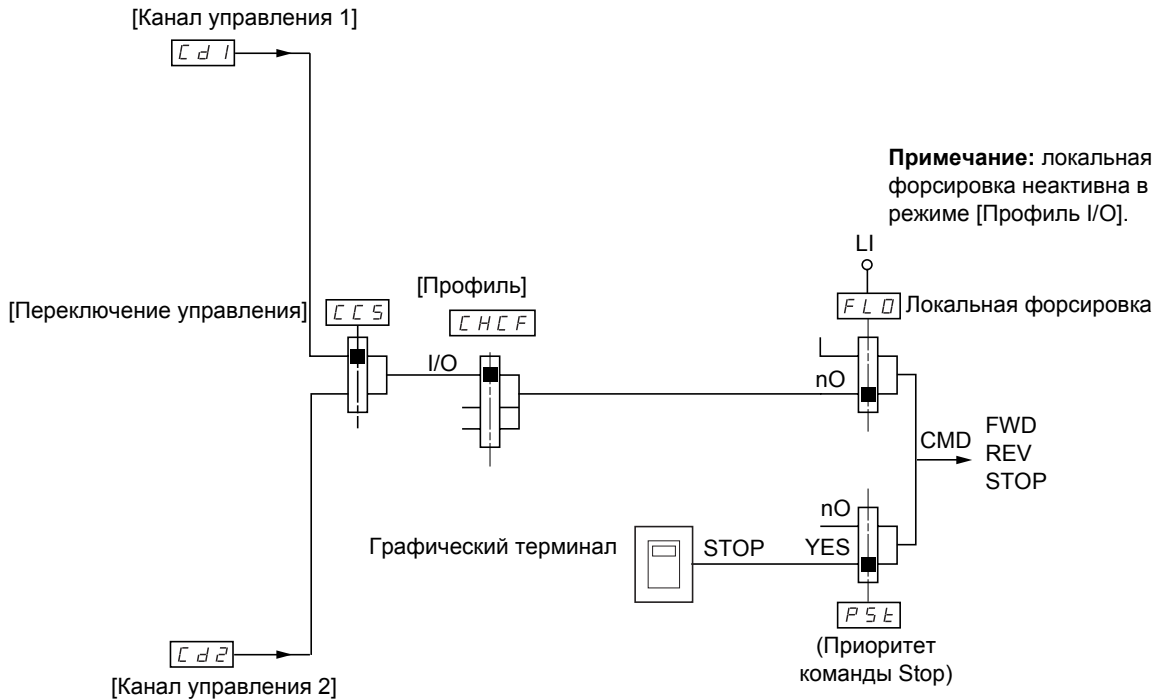 [Канал управления 1]
Cd1
Примечание: локальная
форсировка неактивна в
режиме [Профиль I/O].
LI
[Профиль]
[Переключение управления]
CCS
CHCF
FLO
Локальная форсировка
I/O
nO
CMD
FWD
REV
STOP
nO
Графический терминал
STOP
YES
PSt
(Приоритет
команды Stop)
Cd2
[Канал управления 2]